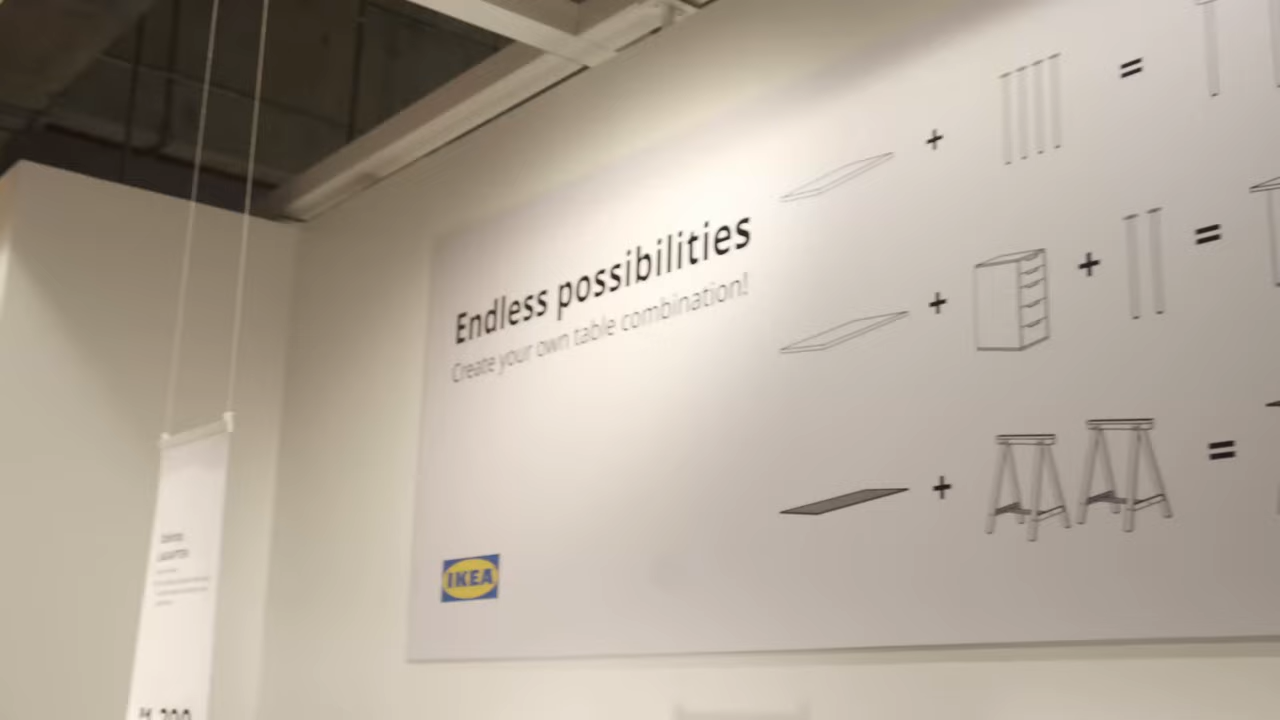 Endless possibilities
Create your own table combination!
+
=
+
+
=
+
=
IKEA